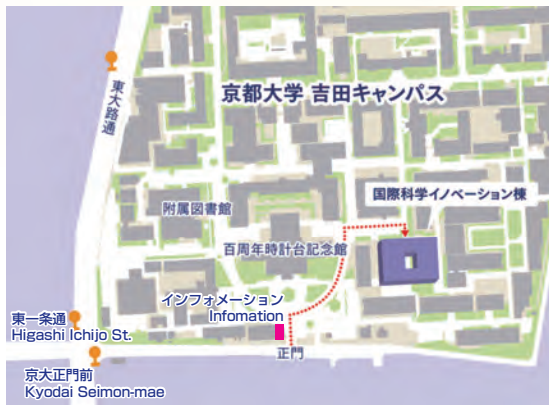 東大路通
京都大学 吉田キャンパス
国際科学イノベーション棟
附属図書館
百周年時計台記念館
インフォメーション
Infomation
東一条通
Higashi Ichijo St.
正門
京大正門前
Kyodai Seimon-mae